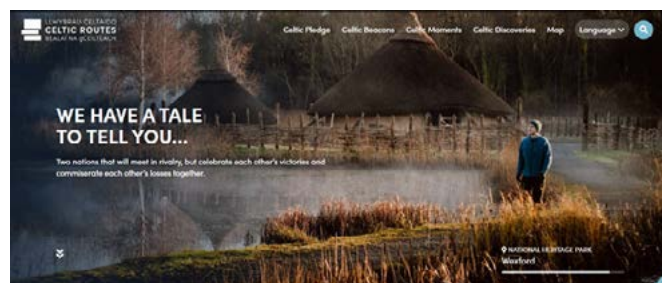 LLWYBRAU CELTAIDD
CELTIC ROUTES
BEALAÍ NA gCEILTEACH
Celtic Pledge Celtic Beacons Celtic Moments Celtic Discoveries Map Language
WE HAVE A TALE
TO TELL YOU...
Two nations that will meet in rivalry, but celebrate each other's victories and
commiserate each other's losses together.
NATIONAL HERITAGE PARK
Wexford